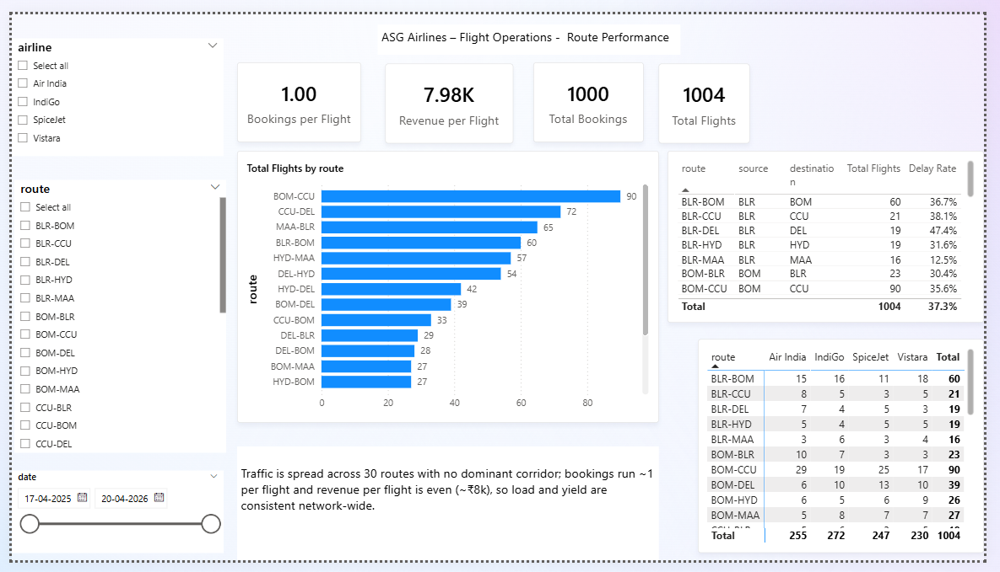 ASG Airlines – Flight Operations -  Route Performance
airline
Select all
Air India
IndiGo
SpiceJet
Vistara
route
Select all
BLR-BOM
BLR-CCU
BLR-DEL
BLR-HYD
BLR-MAA
BOM-BLR
BOM-CCU
BOM-DEL
BOM-HYD
BOM-MAA
CCU-BLR
CCU-BOM
CCU-DEL
date
17-04-2025 20-04-2026
1.00
Bookings per Flight
7.98K
Revenue per Flight
1000
Total Bookings
1004
Total Flights
Total Flights by route
route
BOM-CCU 90
CCU-DEL 72
MAA-BLR 65
BLR-BOM 60
HYD-MAA 57
DEL-HYD 54
HYD-DEL 42
BOM-DEL 39
CCU-BOM 33
DEL-BLR 29
DEL-BOM 28
BOM-MAA 27
HYD-BOM 27
0 20 40 60 80
Traffic is spread across 30 routes with no dominant corridor; bookings run ~1
per flight and revenue per flight is even (~₹8k), so load and yield are
consistent network-wide.
route source destinatio Total Flights Delay Rate
n
BLR-BOM BLR BOM 60 36.7%
BLR-CCU BLR CCU 21 38.1%
BLR-DEL BLR DEL 19 47.4%
BLR-HYD BLR HYD 19 31.6%
BLR-MAA BLR MAA 16 12.5%
BOM-BLR BOM BLR 23 30.4%
BOM-CCU BOM CCU 90 35.6%
Total 1004 37.3%
route Air India IndiGo SpiceJet Vistara Total
BLR-BOM 15 16 11 18 60
BLR-CCU 8 5 3 5 21
BLR-DEL 7 4 5 3 19
BLR-HYD 5 4 5 5 19
BLR-MAA 3 6 3 4 16
BOM-BLR 10 7 3 3 23
BOM-CCU 29 19 25 17 90
BOM-DEL 6 10 13 10 39
BOM-HYD 6 5 6 9 26
BOM-MAA 5 8 7 7 27
Total 255 272 247 230 1004